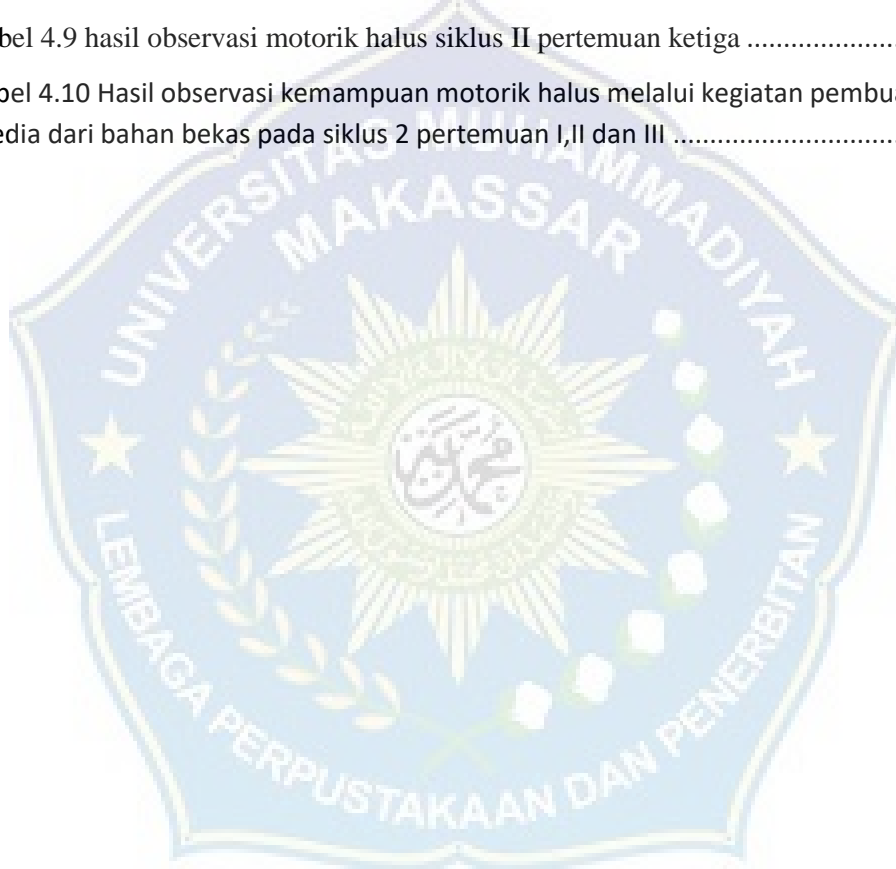 bel 4.9 hasil observasi motorik halus siklus II pertemuan ketiga ....................
bel 4.10 Hasil observasi kemampuan motorik halus melalui kegiatan pembua
edia dari bahan bekas pada siklus 2 pertemuan I,II dan III ..............................
UNIVERSITAS MUHAMMADIYAH
MAKASSAR
LEMBAGA PERPUSTAKAAN DAN PENERBITAN